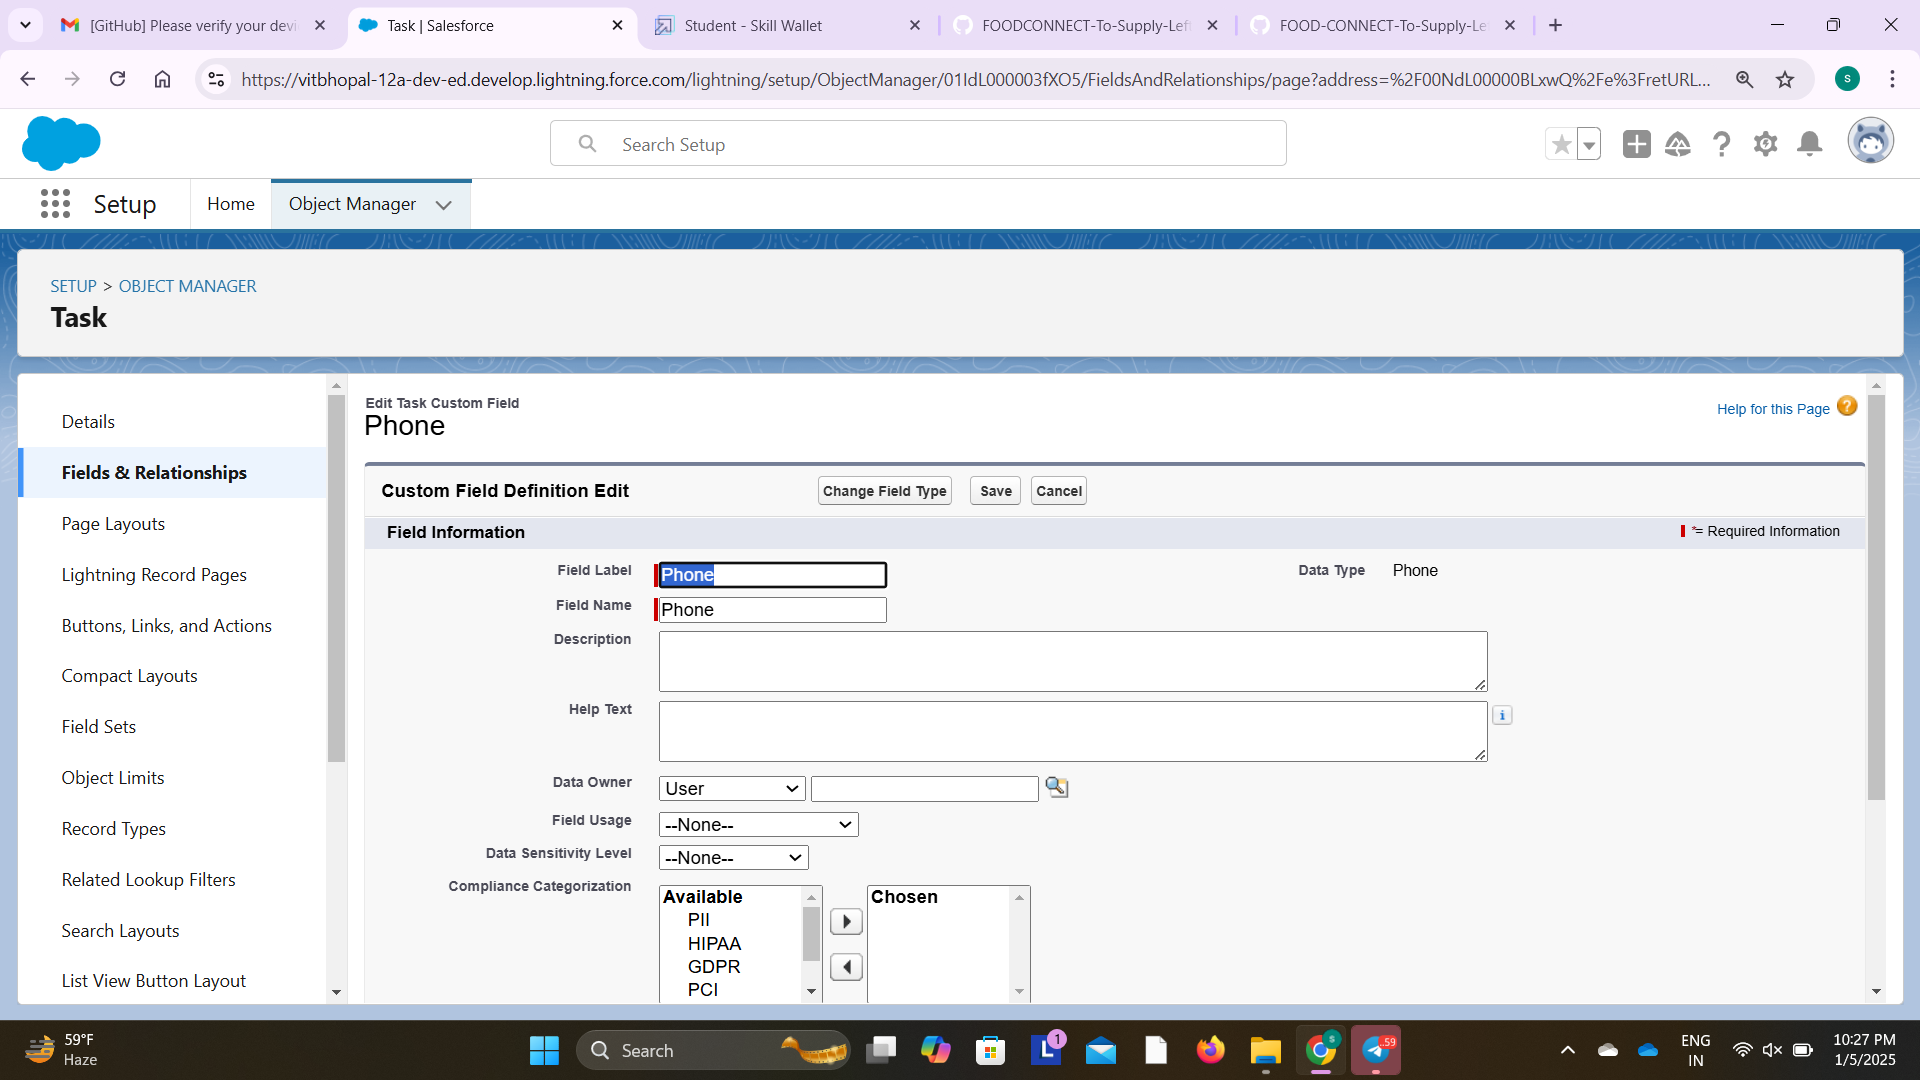 [GitHub] Please verify your devi
Task | Salesforce
Student - Skill Wallet
FOODCONNECT-To-Supply-Left
FOOD-CONNECT-To-Supply-Le
https://vitbhopal-12a-dev-ed.develop.lightning.force.com/lightning/setup/ObjectManager/01IdL000003fXO5/FieldsAndRelationships/page?address=%2F00NdL00000BLxwQ%2Fe%3FretURL...
S
Search Setup
Setup
Home
Object Manager
SETUP > OBJECT MANAGER
Task
Details
Fields & Relationships
Page Layouts
Lightning Record Pages
Buttons, Links, and Actions
Compact Layouts
Field Sets
Object Limits
Record Types
Related Lookup Filters
Search Layouts
List View Button Layout
Edit Task Custom Field
Phone
Help for this Page
Custom Field Definition Edit
Change Field Type
Save
Cancel
Field Information
*= Required Information
Field Label
Phone
Data Type
Phone
Field Name
Phone
Description
Help Text
Data Owner
User
Field Usage
--None--
Data Sensitivity Level
--None--
Compliance Categorization
Available
PII
HIPAA
GDPR
PCI
Chosen
59°F
Haze
Search
L
1
S
59
ENG
IN
10:27 PM
1/5/2025